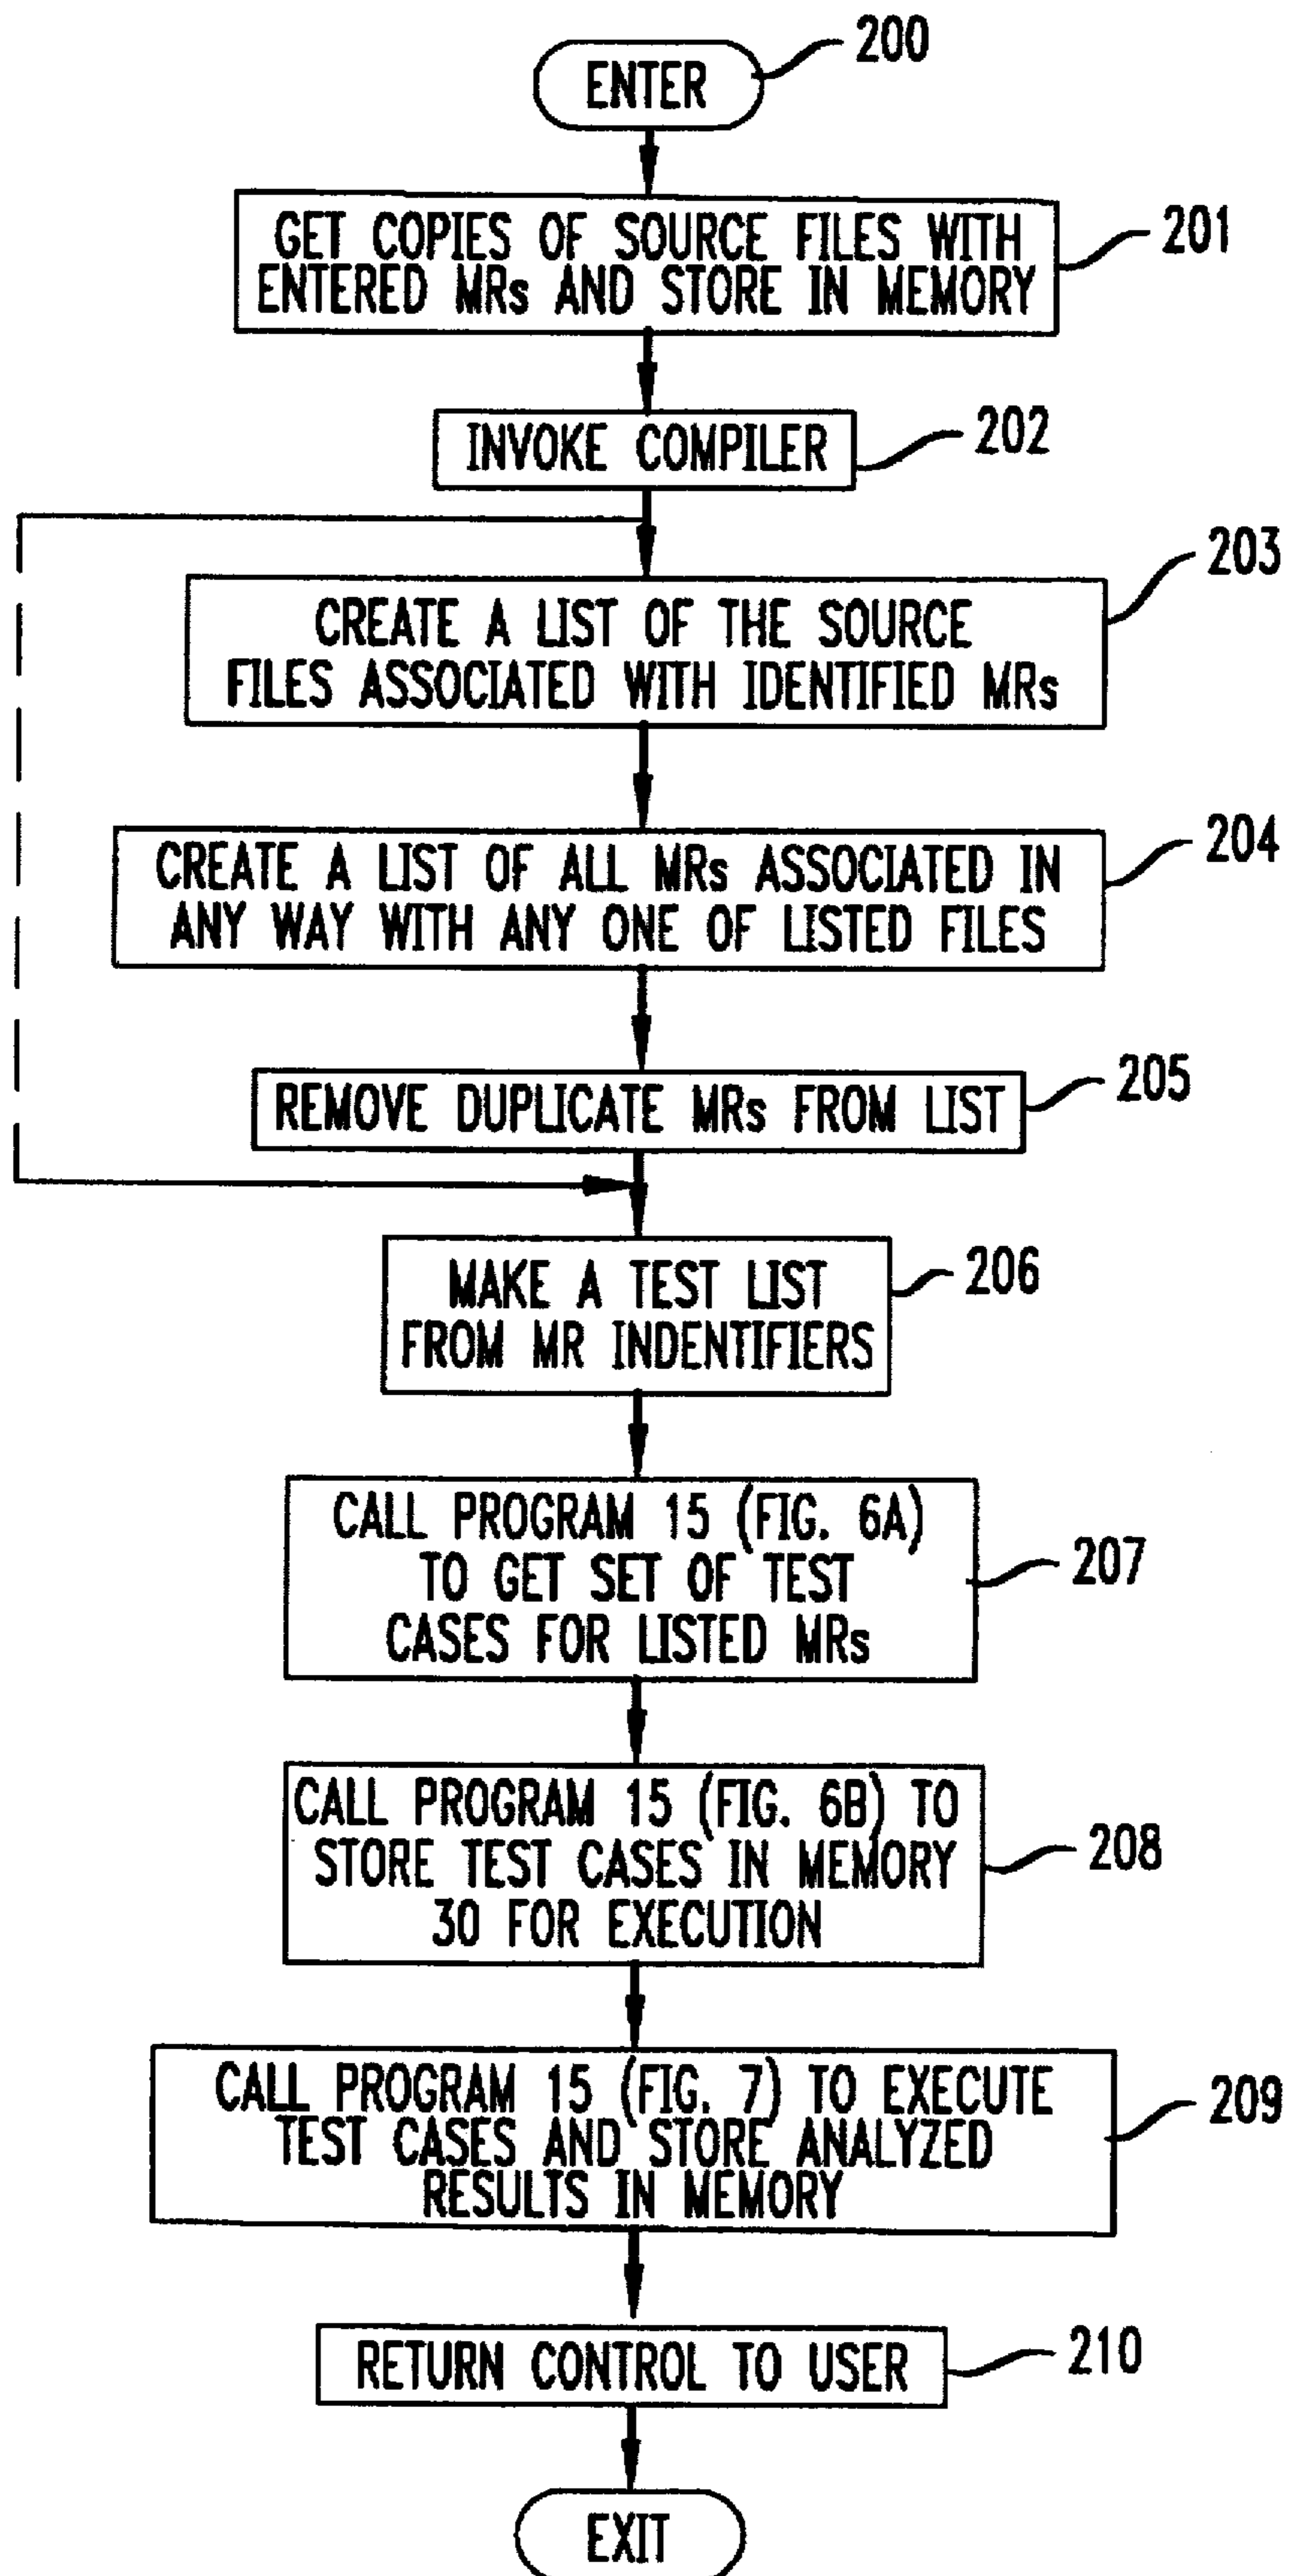 ENTER
200
GET COPIES OF SOURCE FILES WITH
ENTERED MRs AND STORE IN MEMORY
201
INVOKE COMPILER
202
CREATE A LIST OF THE SOURCE
FILES ASSOCIATED WITH IDENTIFIED MRs
203
CREATE A LIST OF ALL MRs ASSOCIATED IN
ANY WAY WITH ANY ONE OF LISTED FILES
204
REMOVE DUPLICATE MRs FROM LIST
205
MAKE A TEST LIST
FROM MR INDENTIFIERS
206
CALL PROGRAM 15 (FIG. 6A)
TO GET SET OF TEST
CASES FOR LISTED MRs
207
CALL PROGRAM 15 (FIG. 6B) TO
STORE TEST CASES IN MEMORY
30 FOR EXECUTION
208
CALL PROGRAM 15 (FIG. 7) TO EXECUTE
TEST CASES AND STORE ANALYZED
RESULTS IN MEMORY
209
RETURN CONTROL TO USER
210
EXIT